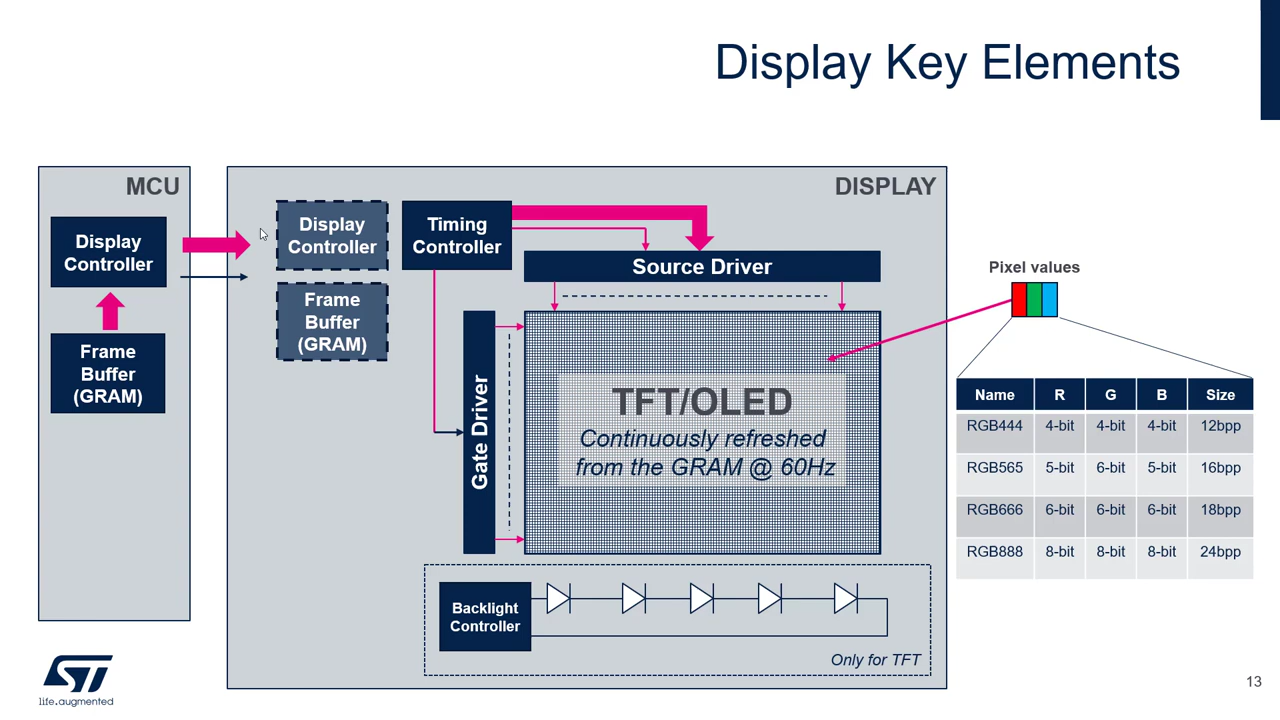 Display Key Elements
MCU
Display
Controller
Frame
Buffer
(GRAM)
DISPLAY
Display
Controller
Frame
Buffer
(GRAM)
Timing
Controller
Source Driver
Gate Driver
TFT/OLED
Continuously refreshed
from the GRAM @ 60Hz
Backlight
Controller
Only for TFT
Pixel values
Name R G B Size
RGB444 4-bit 4-bit 4-bit 12bpp
RGB565 5-bit 6-bit 5-bit 16bpp
RGB666 6-bit 6-bit 6-bit 18bpp
RGB888 8-bit 8-bit 8-bit 24bpp
ST
life.augmented
13